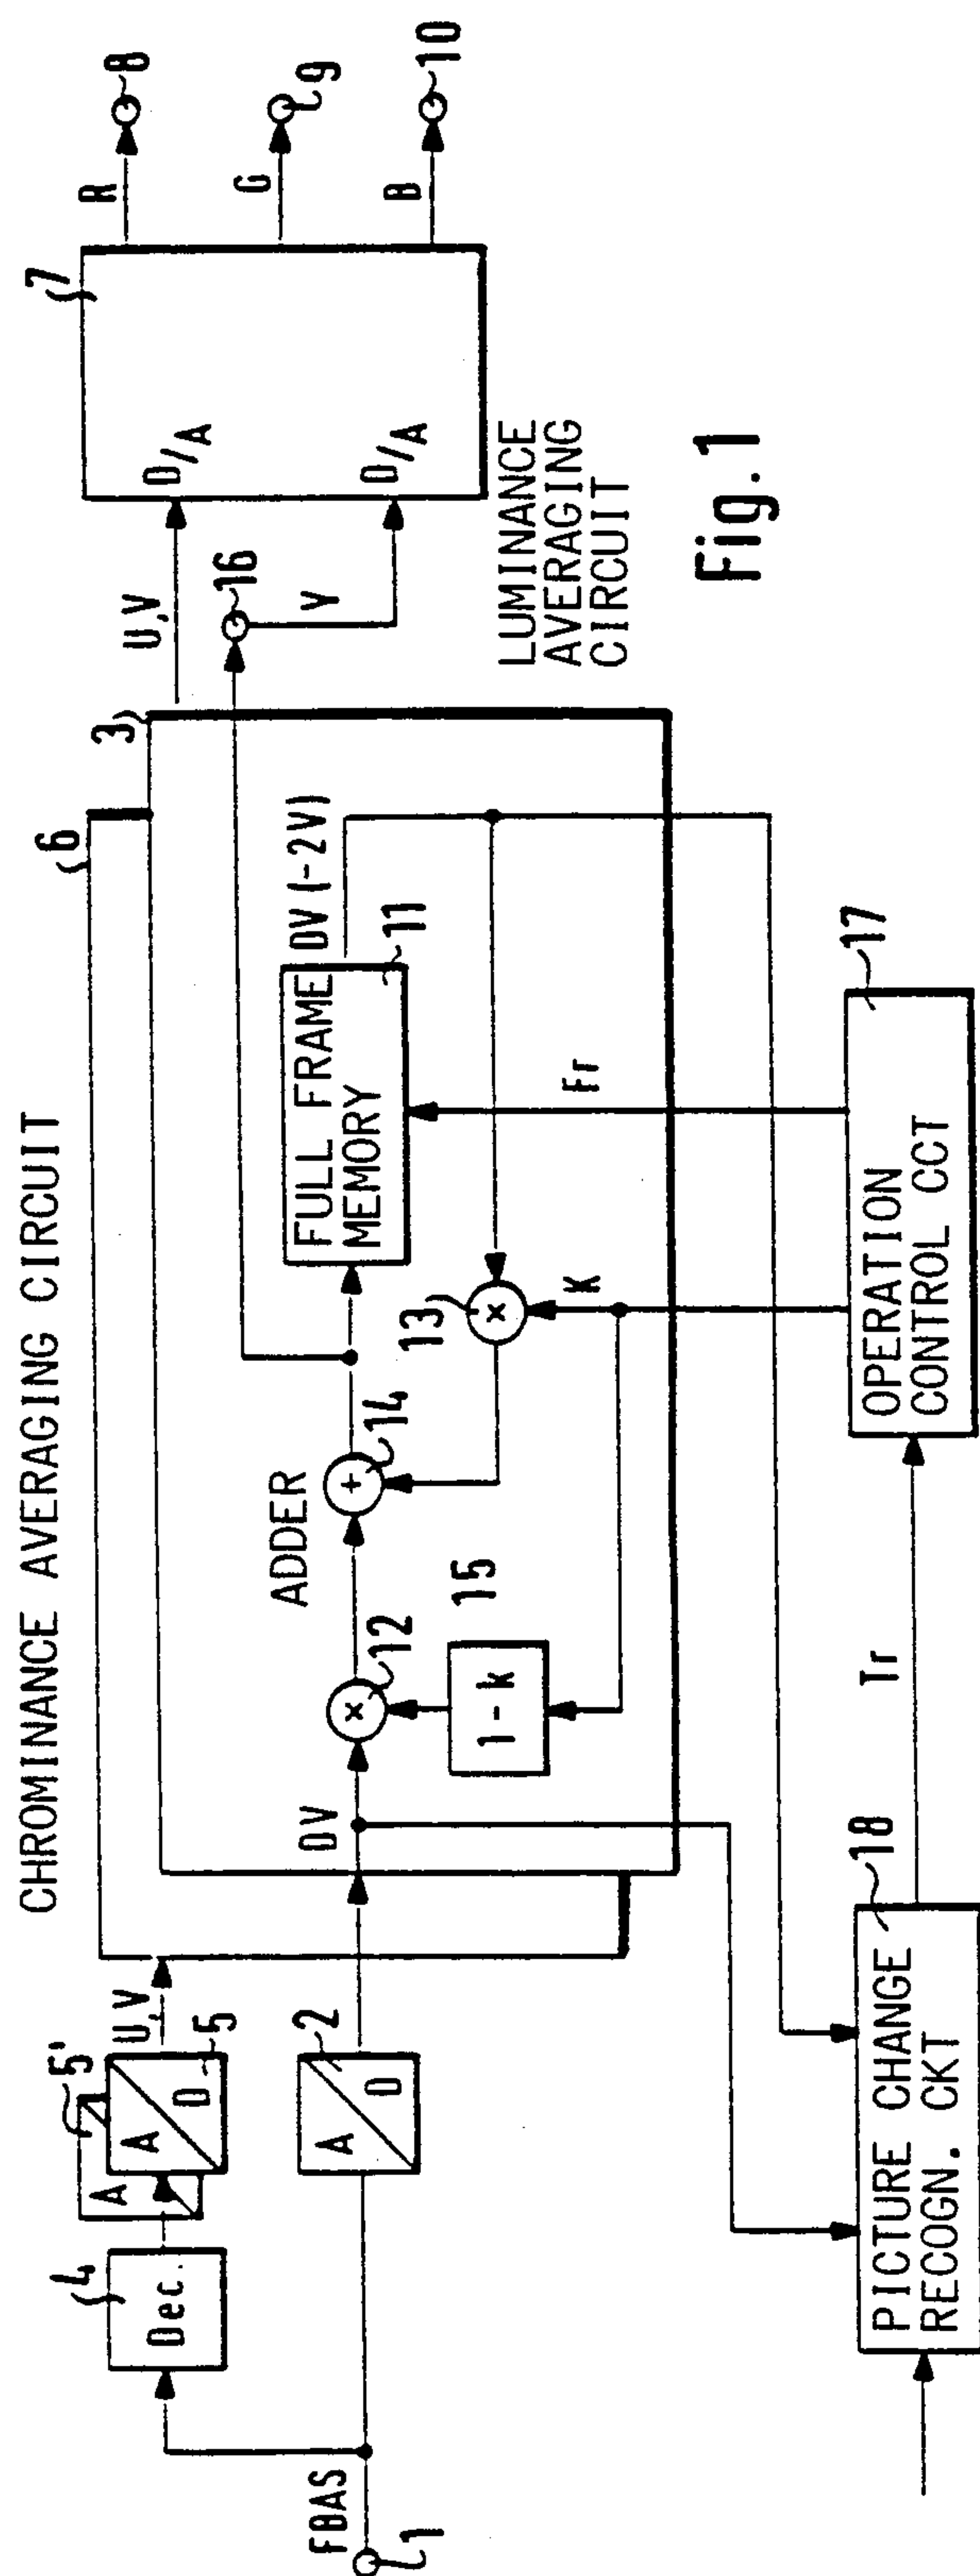 CHROMINANCE AVERAGING CIRCUIT
FBAS
1
4
Dec.
5'
A
A
D
5
U,V
2
A
D
6
3
DV
12
×
15
1-k
ADDER
14
+
13
×
K
FULL FRAME
MEMORY
11
DV (-2V)
Fr
U,V
16
Y
7
D/A
D/A
R
8
G
9
B
10
LUMINANCE
AVERAGING
CIRCUIT
18
PICTURE CHANGE
RECOGN. CKT
Tr
17
OPERATION
CONTROL CCT
Fig.1